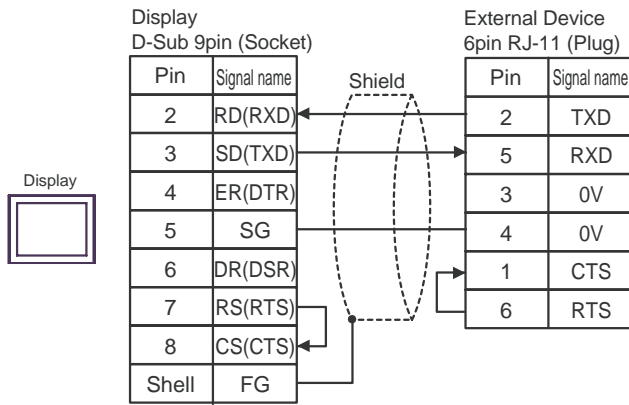 Display
D-Sub 9pin (Socket)
External Device
6pin RJ-11 (Plug)
Pin Signal name
Shield
Pin Signal name
2 RD(RXD)
2 TXD
3 SD(TXD)
5 RXD
Display
4 ER(DTR)
3 0V
5 SG
4 0V
6 DR(DSR)
1 CTS
7 RS(RTS)
6 RTS
8 CS(CTS)
Shell FG